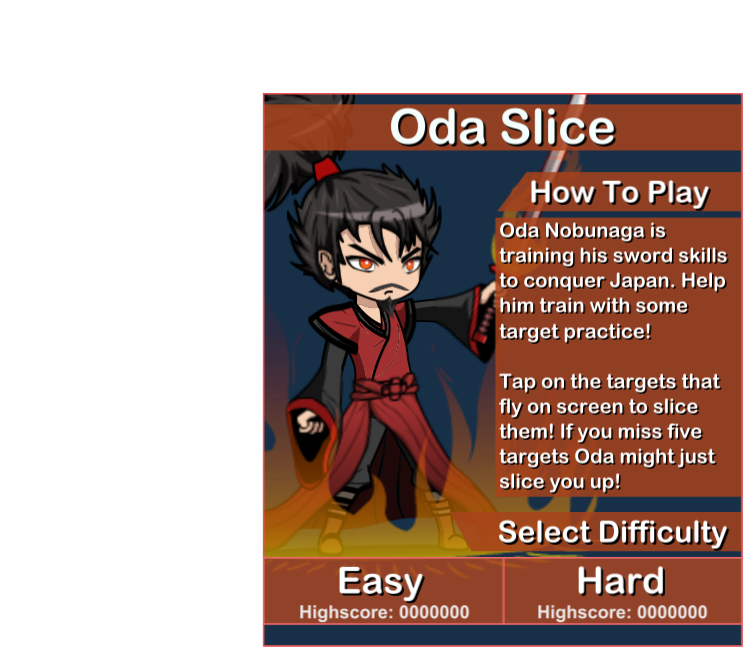 Oda Slice
How To Play
Oda Nobunaga is
training his sword skills
to conquer Japan. Help
him train with some
target practice!
Tap on the targets that
fly on screen to slice
them! If you miss five
targets Oda might just
slice you up!
Select Difficulty
Easy
Highscore: 0000000
Hard
Highscore: 0000000